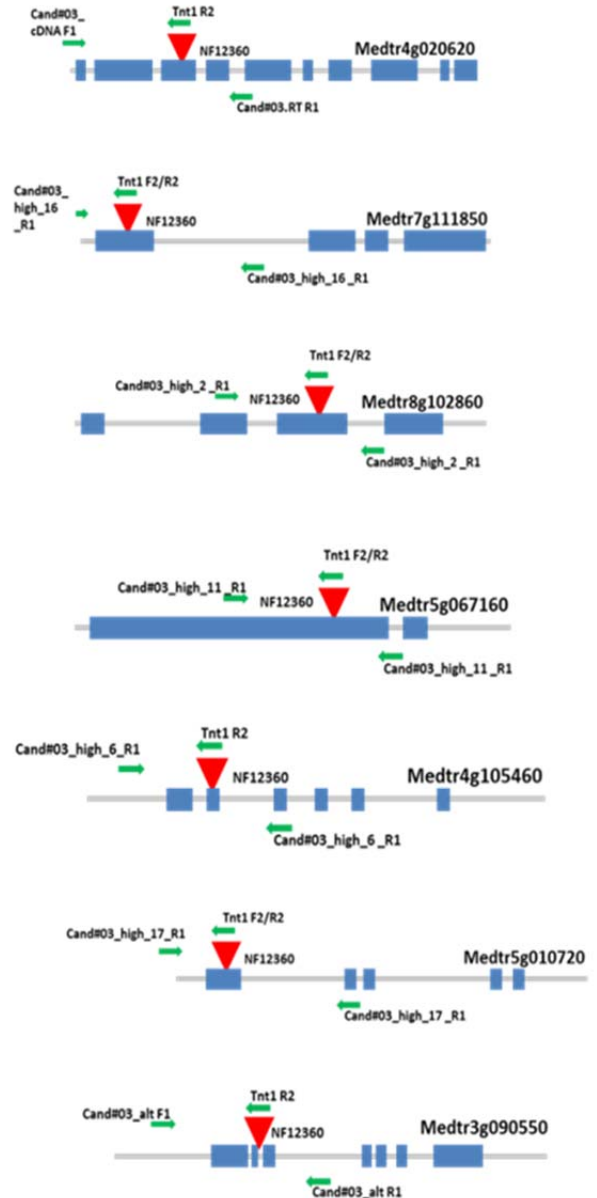 Cand#03_
cDNA F1
Tnt1 R2
NF12360
Medtr4g020620
Cand#03.RT R1
Cand#03_
high_16
_R1
Tnt1 F2/R2
NF12360
Medtr7g111850
Cand#03_high_16 _R1
Tnt1 F2/R2
Cand#03_high_2 _R1
NF12360
Medtr8g102860
Cand#03_high_2 _R1
Tnt1 F2/R2
Cand#03_high_11 _R1
NF12360
Medtr5g067160
Cand#03_high_11 _R1
Tnt1 R2
Cand#03_high_6_R1
NF12360
Medtr4g105460
Cand#03_high_6 _R1
Tnt1 F2/R2
Cand#03_high_17_R1
NF12360
Medtr5g010720
Cand#03_high_17 _R1
Tnt1 R2
Cand#03_alt F1
NF12360
Medtr3g090550
Cand#03_alt R1